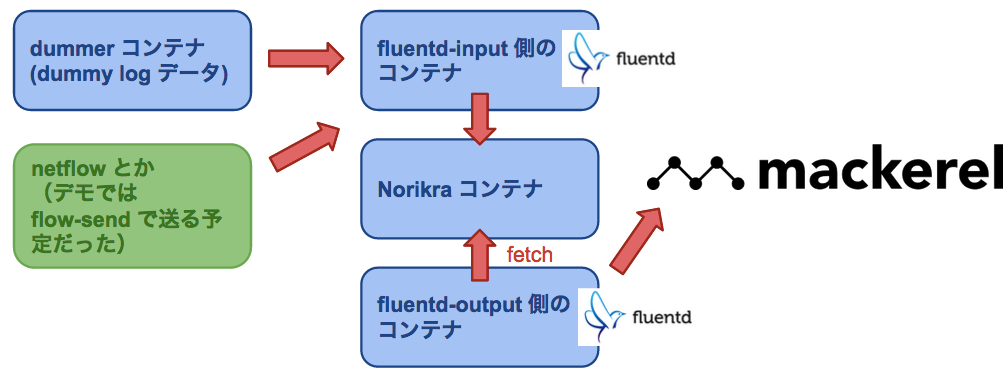 dummer コンテナ
(dummy log データ)
fluentd-input 側の
コンテナ
fluentd
netflow とか
（デモでは
flow-send で送る予
定だった）
Norikra コンテナ
mackerel
fetch
fluentd-output 側の
コンテナ
fluentd